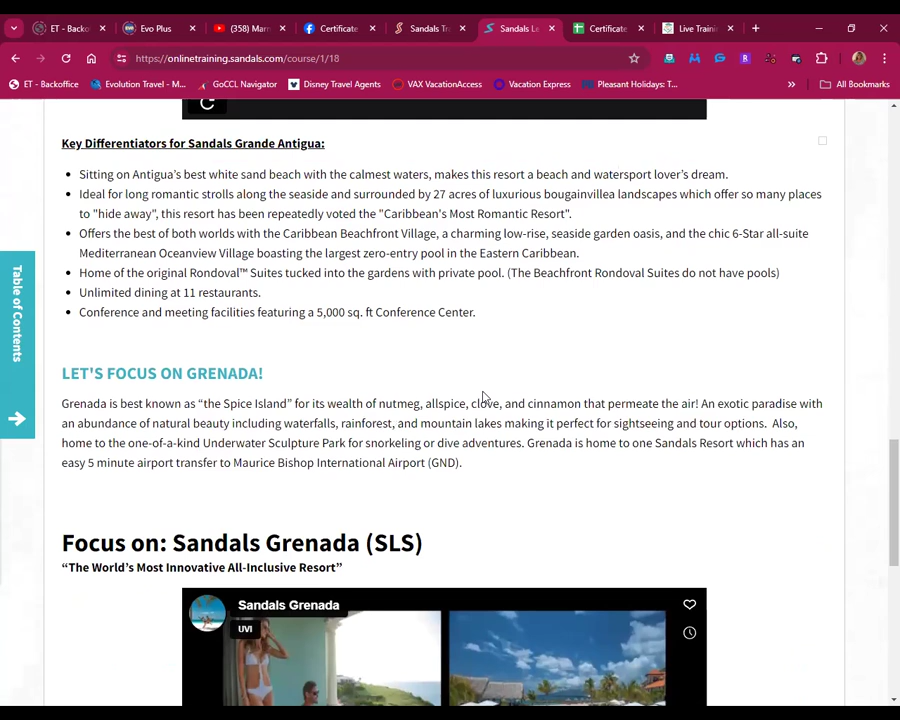 ET - Backo
Evo Plus
(358) Marr
Certificate
Sandals Tr
Sandals L
Certificate
Live Traini
https://onlinetraining.sandals.com/course/1/18
ET - Backoffice
Evolution Travel - M...
GoCCL Navigator
Disney Travel Agents
VAX VacationAccess
Vacation Express
Pleasant Holidays: T...
All Bookmarks
Key Differentiators for Sandals Grande Antigua:
Sitting on Antigua's best white sand beach with the calmest waters, makes this resort a beach and watersport lover's dream.
Ideal for long romantic strolls along the seaside and surrounded by 27 acres of luxurious bougainvillea landscapes which offer so many places
to "hide away", this resort has been repeatedly voted the "Caribbean's Most Romantic Resort".
Offers the best of both worlds with the Caribbean Beachfront Village, a charming low-rise, seaside garden oasis, and the chic 6-Star all-suite
Mediterranean Oceanview Village boasting the largest zero-entry pool in the Eastern Caribbean.
Home of the original Rondoval™ Suites tucked into the gardens with private pool. (The Beachfront Rondoval Suites do not have pools)
Unlimited dining at 11 restaurants.
Conference and meeting facilities featuring a 5,000 sq. ft Conference Center.
Table of Contents
LET'S FOCUS ON GRENADA!
Grenada is best known as “the Spice Island” for its wealth of nutmeg, allspice, clove, and cinnamon that permeate the air! An exotic paradise with
an abundance of natural beauty including waterfalls, rainforest, and mountain lakes making it perfect for sightseeing and tour options. Also,
home to the one-of-a-kind Underwater Sculpture Park for snorkeling or dive adventures. Grenada is home to one Sandals Resort which has an
easy 5 minute airport transfer to Maurice Bishop International Airport (GND).
Focus on: Sandals Grenada (SLS)
“The World's Most Innovative All-Inclusive Resort”
Sandals Grenada
UVI